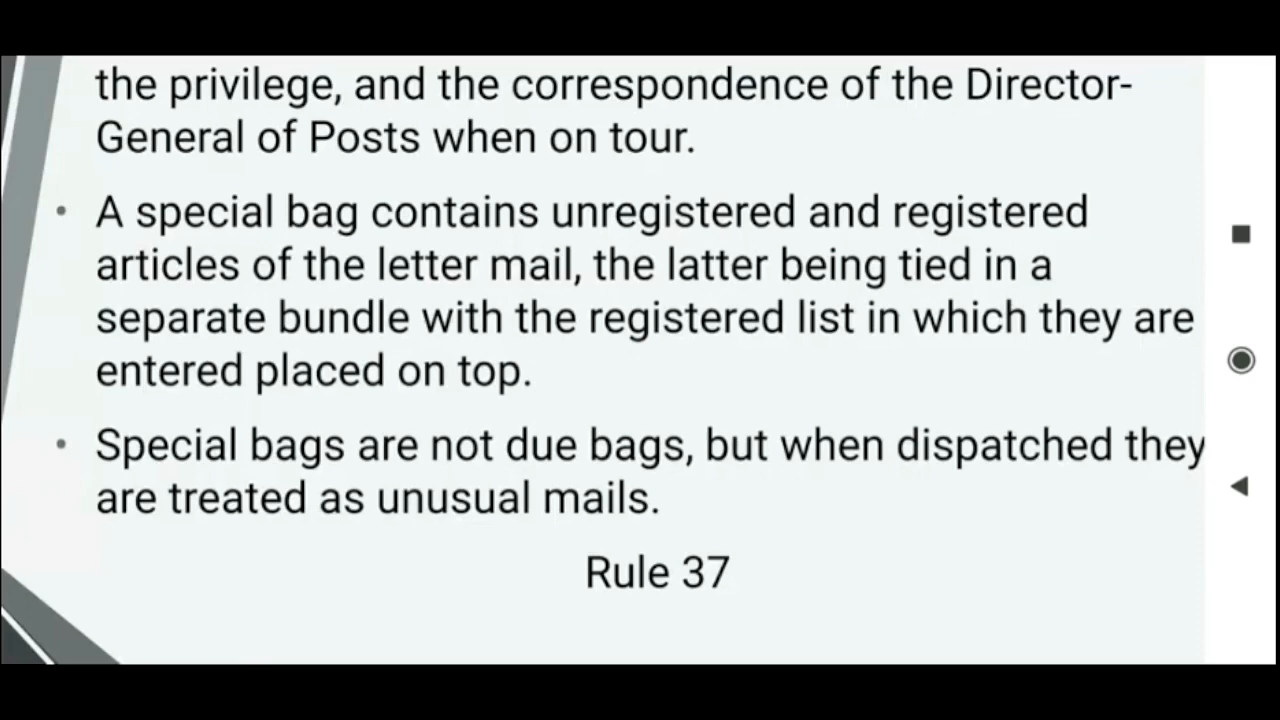 the privilege, and the correspondence of the Director-
General of Posts when on tour.
• A special bag contains unregistered and registered
articles of the letter mail, the latter being tied in a
separate bundle with the registered list in which they are
entered placed on top.
• Special bags are not due bags, but when dispatched they
are treated as unusual mails.
Rule 37